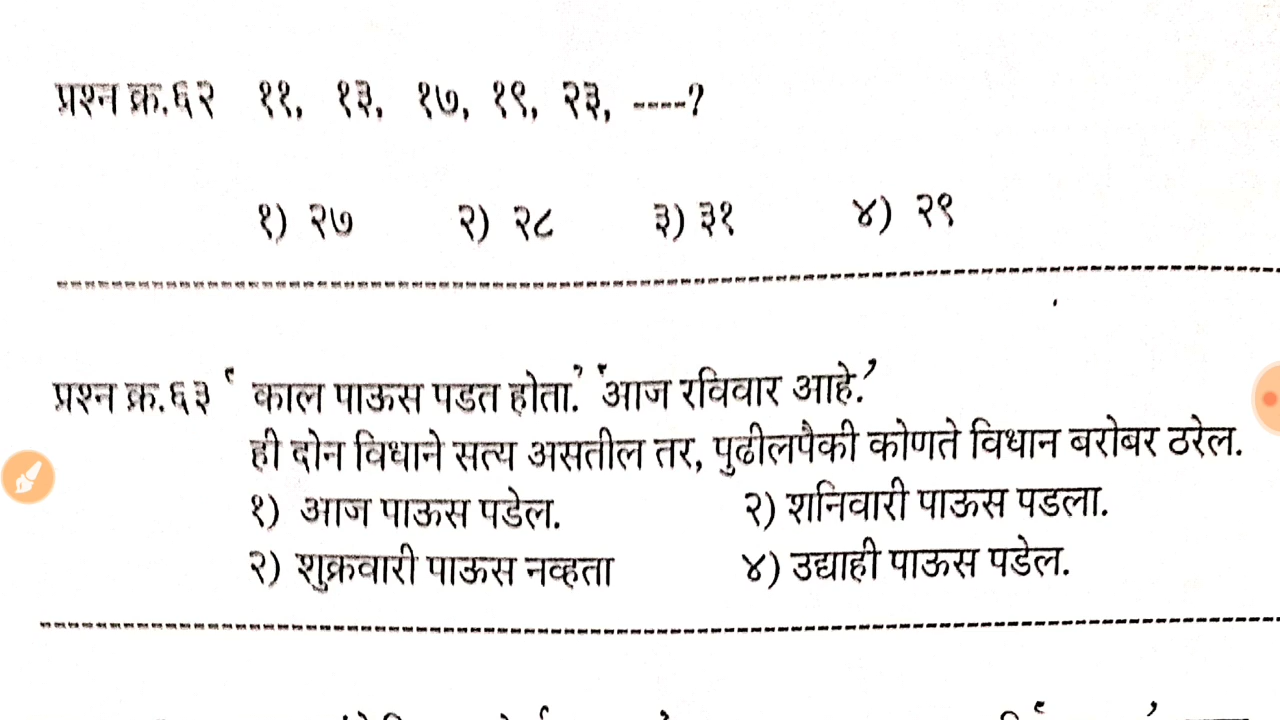 प्रश्न क्र.६२ ११, १३, १७, १९, २३, -----?
१) २७ २) २८ ३) ३१ ४) २९
प्रश्न क्र.६३ ‘ काल पाऊस पडत होता.’ ‘आज रविवार आहे.’
ही दोन विधाने सत्य असतील तर, पुढीलपैकी कोणते विधान बरोबर ठरेल.
१) आज पाऊस पडेल. २) शनिवारी पाऊस पडला.
२) शुक्रवारी पाऊस नव्हता ४) उद्याही पाऊस पडेल.